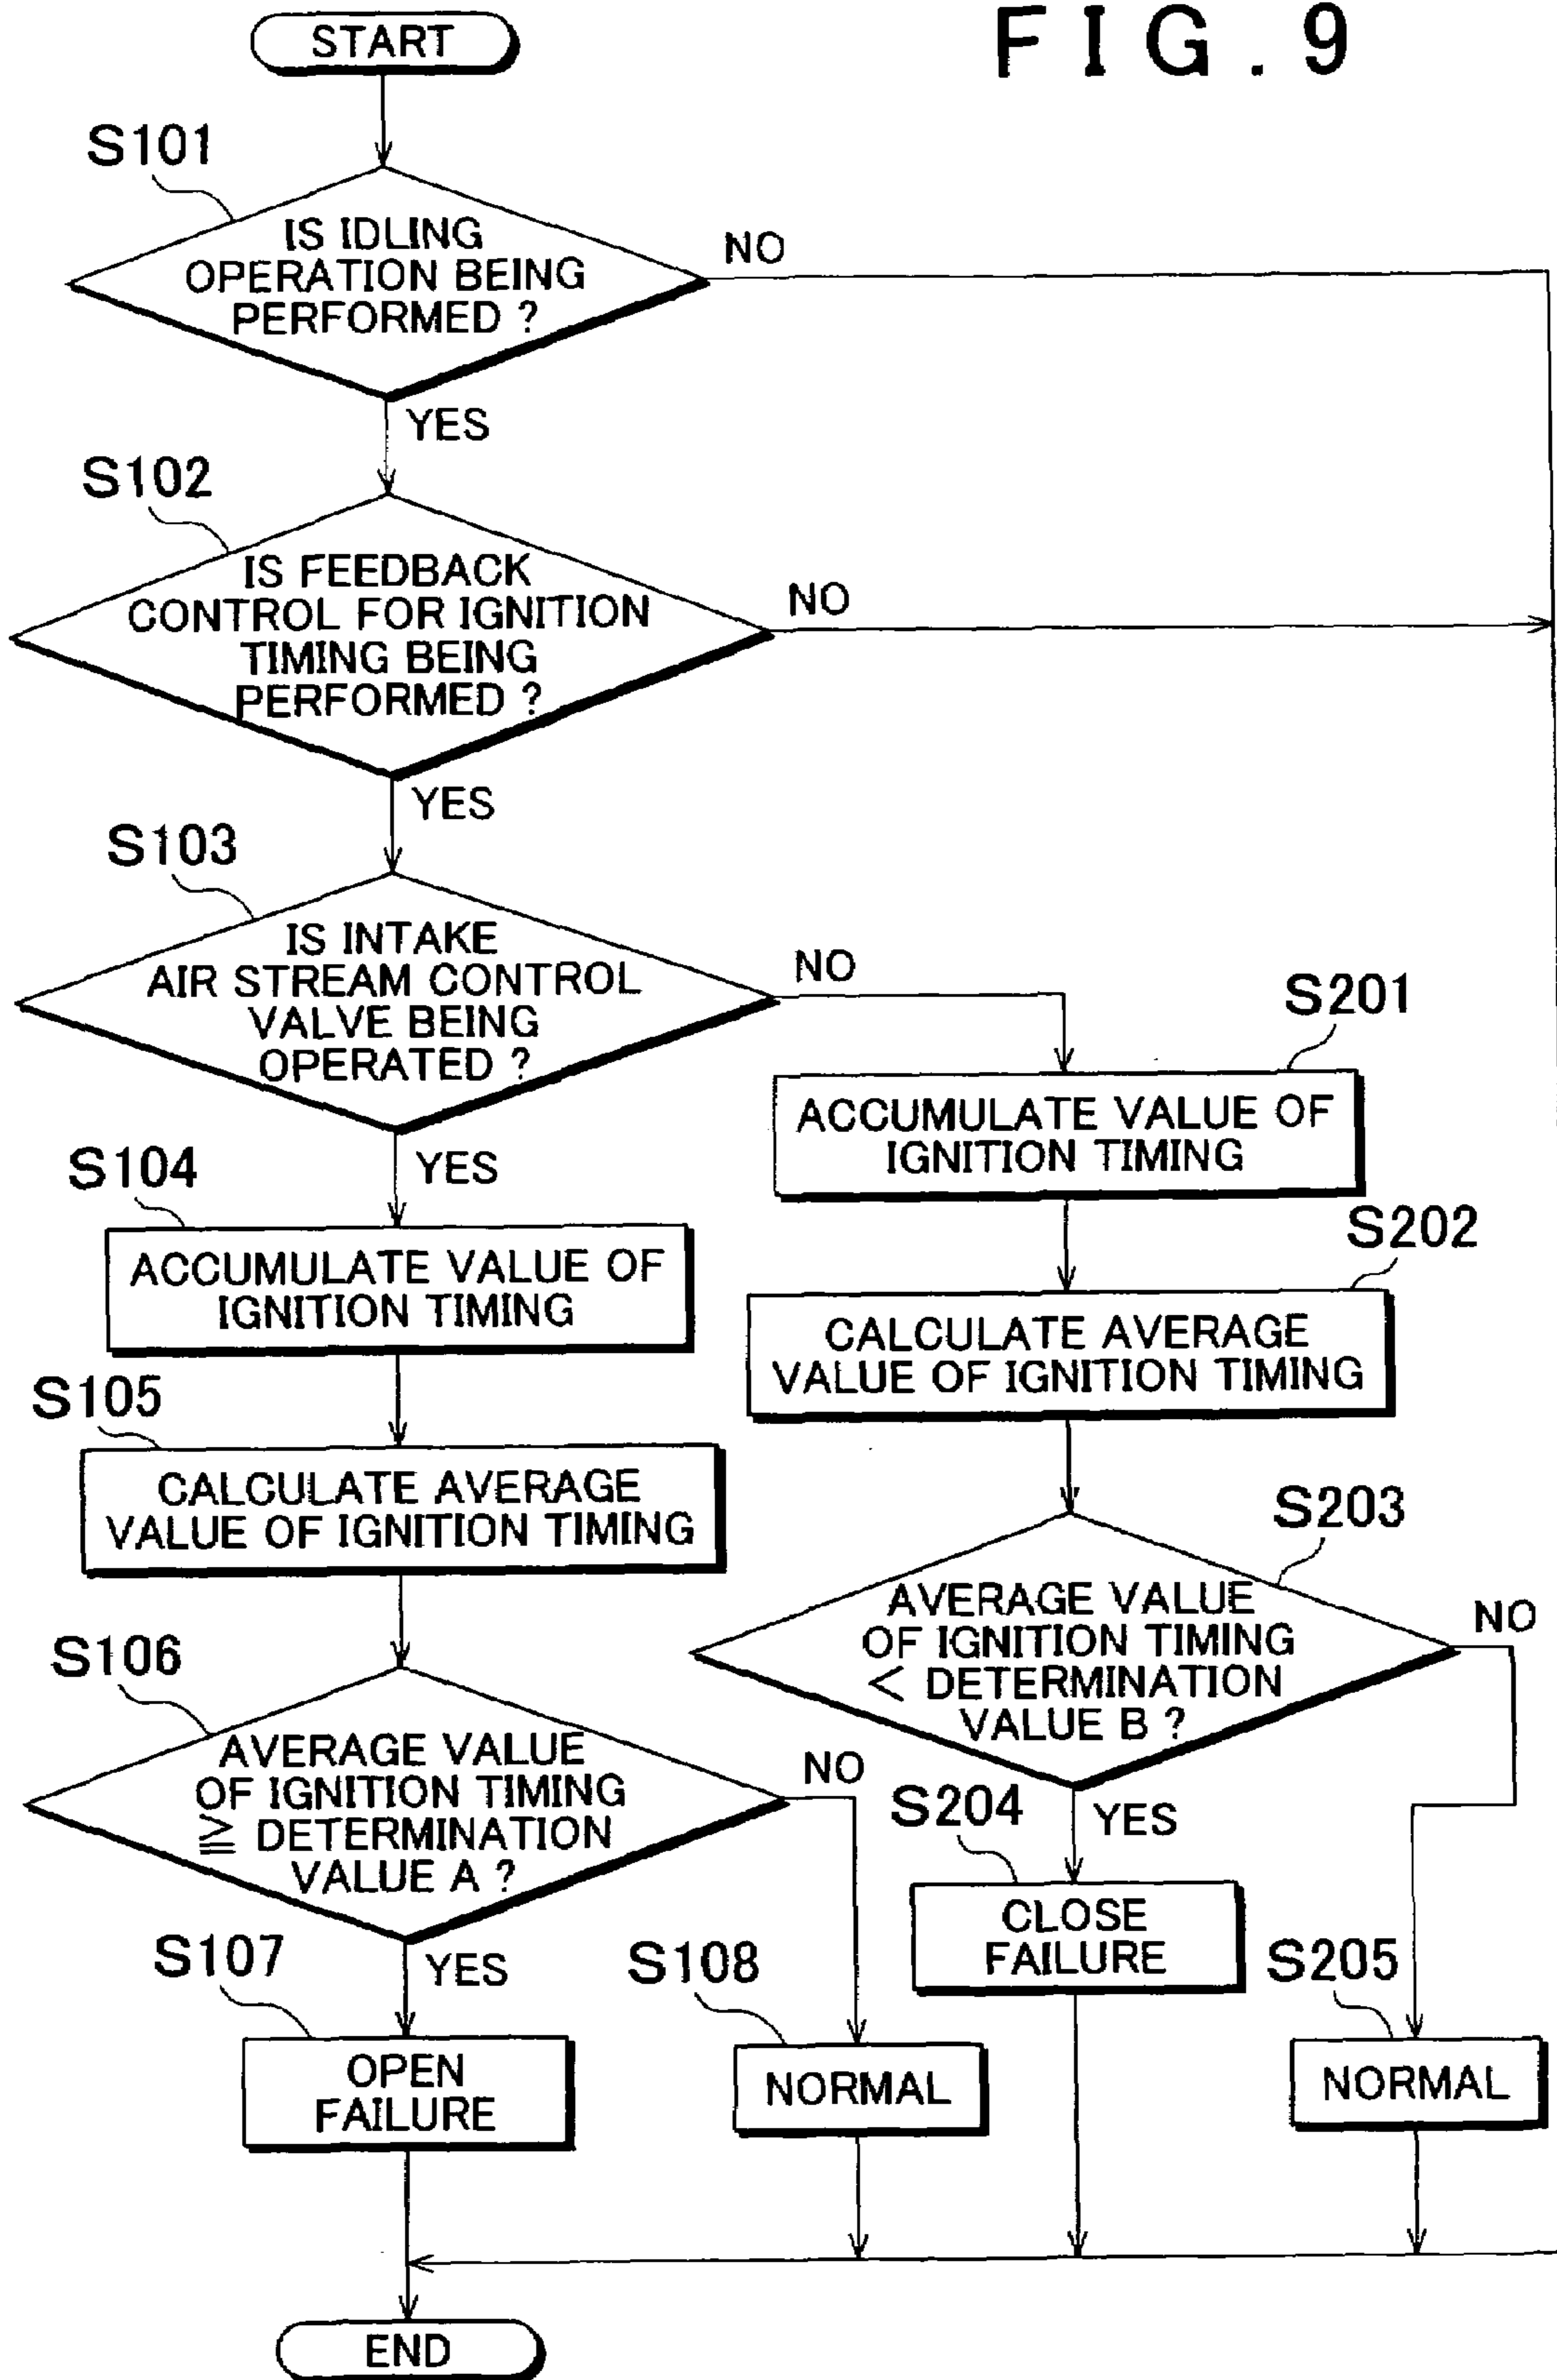 FIG. 9
START
S101
IS IDLING
OPERATION BEING
PERFORMED ?
NO
YES
S102
IS FEEDBACK
CONTROL FOR IGNITION
TIMING BEING
PERFORMED ?
NO
YES
S103
IS INTAKE
AIR STREAM CONTROL
VALVE BEING
OPERATED ?
NO
YES
S104
ACCUMULATE VALUE OF
IGNITION TIMING
S105
CALCULATE AVERAGE
VALUE OF IGNITION TIMING
S106
AVERAGE VALUE
OF IGNITION TIMING
≧ DETERMINATION
VALUE A ?
NO
YES
S107
OPEN
FAILURE
S108
NORMAL
S201
ACCUMULATE VALUE OF
IGNITION TIMING
S202
CALCULATE AVERAGE
VALUE OF IGNITION TIMING
S203
AVERAGE VALUE
OF IGNITION TIMING
< DETERMINATION
VALUE B ?
NO
YES
S204
CLOSE
FAILURE
S205
NORMAL
END